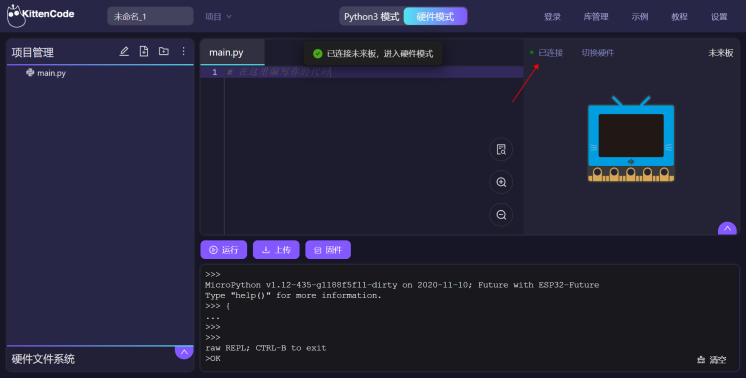 KittenCode 未命名_1 项目 Python3 模式 硬件模式 登录 库管理 示例 教程 设置
项目管理 main.py 已连接未来板，进入硬件模式 已连接 切换硬件 未来板
main.py 1 # 在这里编写你的代码
运行 上传 固件
>>>
MicroPython v1.12-435-g1188f5f11-dirty on 2020-11-10; Future with ESP32-Future
Type "help()" for more information.
>>> {
...
>>>
>>>
raw REPL; CTRL-B to exit
>OK
硬件文件系统 清空